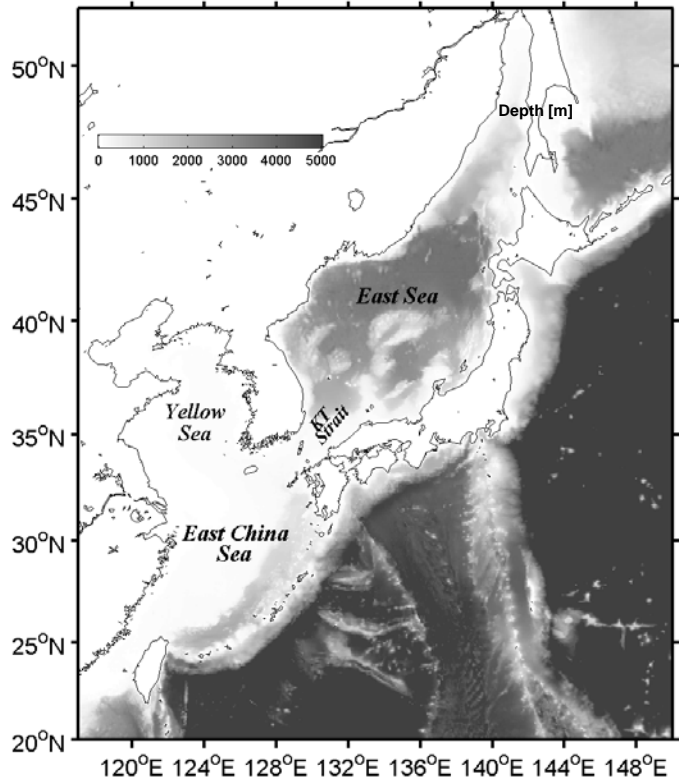 50°N
Depth [m]
0 1000 2000 3000 4000 5000
45°N
East Sea
40°N
KT
Strait
Yellow
Sea
35°N
East China
Sea
30°N
25°N
20°N
120°E 124°E 128°E 132°E 136°E 140°E 144°E 148°E